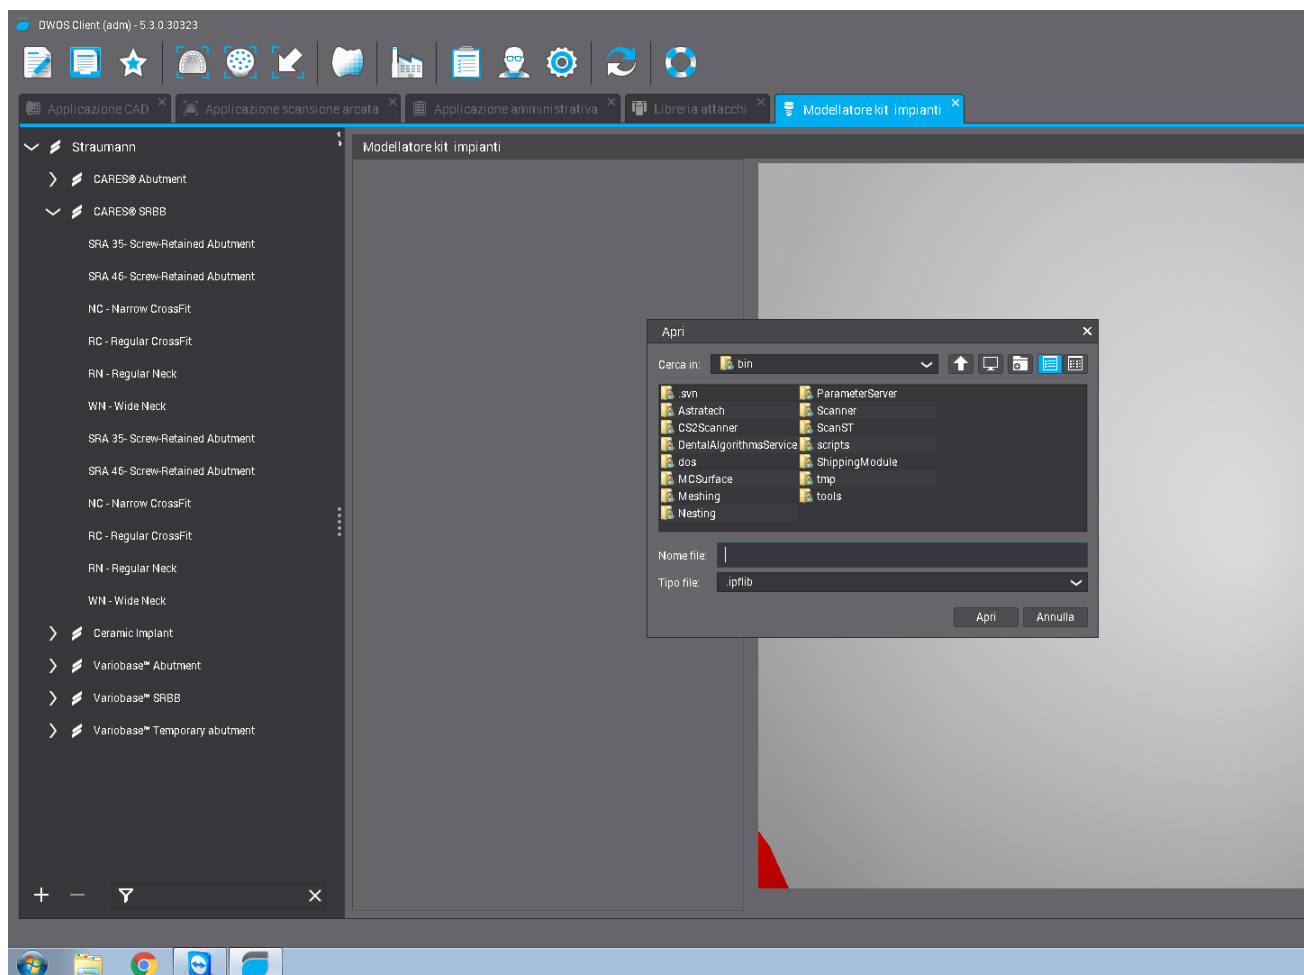 DWOS Client (adm) - 5.3.0.30323
Applicazione CAD
Applicazione scansione arcata
Applicazione amministrativa
Libreria attacchi
Modellatore kit impianti
Straumann
CARES® Abutment
CARES® SRBB
SRA 35- Screw-Retained Abutment
SRA 46- Screw-Retained Abutment
NC - Narrow CrossFit
RC - Regular CrossFit
RN - Regular Neck
WN - Wide Neck
SRA 35- Screw-Retained Abutment
SRA 46- Screw-Retained Abutment
NC - Narrow CrossFit
RC - Regular CrossFit
RN - Regular Neck
WN - Wide Neck
Ceramic Implant
Variobase™ Abutment
Variobase™ SRBB
Variobase™ Temporary abutment
Modellatore kit impianti
Apri
Cerca in: bin
.svn
Astratech
CS2Scanner
DentalAlgorithmsService
dos
MCSurface
Meshing
Nesting
ParameterServer
Scanner
ScanST
scripts
ShippingModule
tmp
tools
Nome file:
Tipo file: .ipflib
Apri Annulla